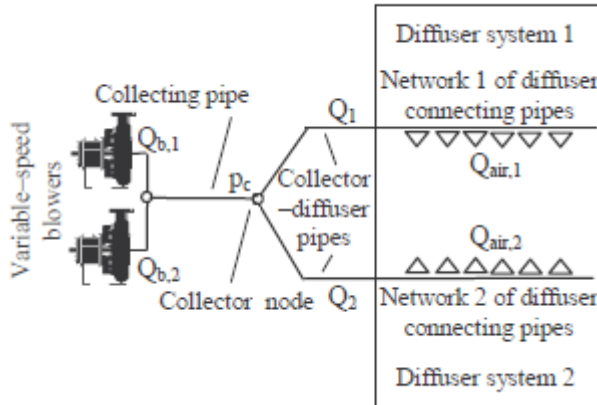 Diffuser system 1
Network 1 of diffuser
connecting pipes
Collecting pipe
Q1
Qb,1
Qair,1
Variable–speed
blowers
pc
Collector
–diffuser
pipes
Qair,2
Qb,2
Collector node
Q2
Network 2 of diffuser
connecting pipes
Diffuser system 2